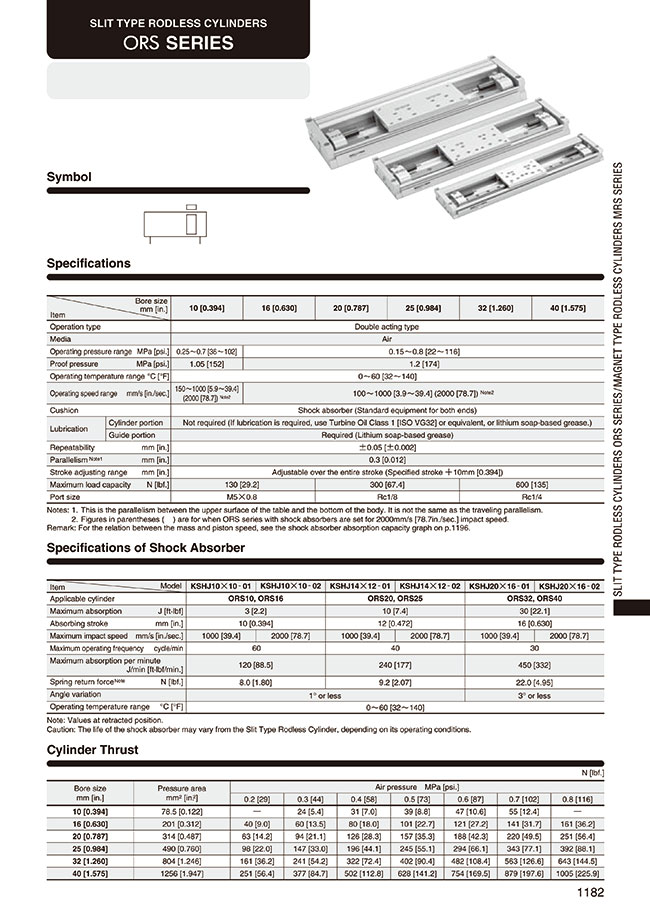 SLIT TYPE RODLESS CYLINDERS
ORS SERIES
Symbol
Specifications
Item Bore size mm [in.] 10 [0.394] 16 [0.630] 20 [0.787] 25 [0.984] 32 [1.260] 40 [1.575]
Operation type Double acting type
Media Air
Operating pressure range MPa [psi.] 0.25～0.7 [36～102] 0.15～0.8 [22～116]
Proof pressure MPa [psi.] 1.05 [152] 1.2 [174]
Operating temperature range °C [°F] 0～60 [32～140]
Operating speed range mm/s [in./sec.] 150～1000 [5.9～39.4] (2000 [78.7]) Note2 100～1000 [3.9～39.4] (2000 [78.7]) Note2
Cushion Shock absorber (Standard equipment for both ends)
Lubrication Cylinder portion Not required (If lubrication is required, use Turbine Oil Class 1 [ISO VG32] or equivalent, or lithium soap-based grease.)
Guide portion Required (Lithium soap-based grease)
Repeatability mm [in.] ±0.05 [±0.002]
Parallelism Note1 mm [in.] 0.3 [0.012]
Stroke adjusting range mm [in.] Adjustable over the entire stroke (Specified stroke ＋10mm [0.394])
Maximum load capacity N [lbf.] 130 [29.2] 300 [67.4] 600 [135]
Port size M5×0.8 Rc1/8 Rc1/4
Notes: 1. This is the parallelism between the upper surface of the table and the bottom of the body. It is not the same as the traveling parallelism.
2. Figures in parentheses ( ) are for when ORS series with shock absorbers are set for 2000mm/s [78.7in./sec.] impact speed.
Remark: For the relation between the mass and piston speed, see the shock absorber absorption capacity graph on p.1196.
Specifications of Shock Absorber
Item Model KSHJ10×10-01 KSHJ10×10-02 KSHJ14×12-01 KSHJ14×12-02 KSHJ20×16-01 KSHJ20×16-02
Applicable cylinder ORS10, ORS16 ORS20, ORS25 ORS32, ORS40
Maximum absorption J [ft·lbf] 3 [2.2] 10 [7.4] 30 [22.1]
Absorbing stroke mm [in.] 10 [0.394] 12 [0.472] 16 [0.630]
Maximum impact speed mm/s [in./sec.] 1000 [39.4] 2000 [78.7] 1000 [39.4] 2000 [78.7] 1000 [39.4] 2000 [78.7]
Maximum operating frequency cycle/min 60 40 30
Maximum absorption per minute J/min [ft·lbf/min.] 120 [88.5] 240 [177] 450 [332]
Spring return force Note N [lbf.] 8.0 [1.80] 9.2 [2.07] 22.0 [4.95]
Angle variation 1° or less 3° or less
Operating temperature range °C [°F] 0～60 [32～140]
Note: Values at retracted position.
Caution: The life of the shock absorber may vary from the Slit Type Rodless Cylinder, depending on its operating conditions.
Cylinder Thrust
N [lbf.]
Bore size mm [in.] Pressure area mm² [in²] Air pressure MPa [psi.]
0.2 [29] 0.3 [44] 0.4 [58] 0.5 [73] 0.6 [87] 0.7 [102] 0.8 [116]
10 [0.394] 78.5 [0.122] — 24 [5.4] 31 [7.0] 39 [8.8] 47 [10.6] 55 [12.4] —
16 [0.630] 201 [0.312] 40 [9.0] 60 [13.5] 80 [18.0] 101 [22.7] 121 [27.2] 141 [31.7] 161 [36.2]
20 [0.787] 314 [0.487] 63 [14.2] 94 [21.1] 126 [28.3] 157 [35.3] 188 [42.3] 220 [49.5] 251 [56.4]
25 [0.984] 490 [0.760] 98 [22.0] 147 [33.0] 196 [44.1] 245 [55.1] 294 [66.1] 343 [77.1] 392 [88.1]
32 [1.260] 804 [1.246] 161 [36.2] 241 [54.2] 322 [72.4] 402 [90.4] 482 [108.4] 563 [126.6] 643 [144.5]
40 [1.575] 1256 [1.947] 251 [56.4] 377 [84.7] 502 [112.8] 628 [141.2] 754 [169.5] 879 [197.6] 1005 [225.9]
SLIT TYPE RODLESS CYLINDERS ORS SERIES/MAGNET TYPE RODLESS CYLINDERS MRS SERIES
1182